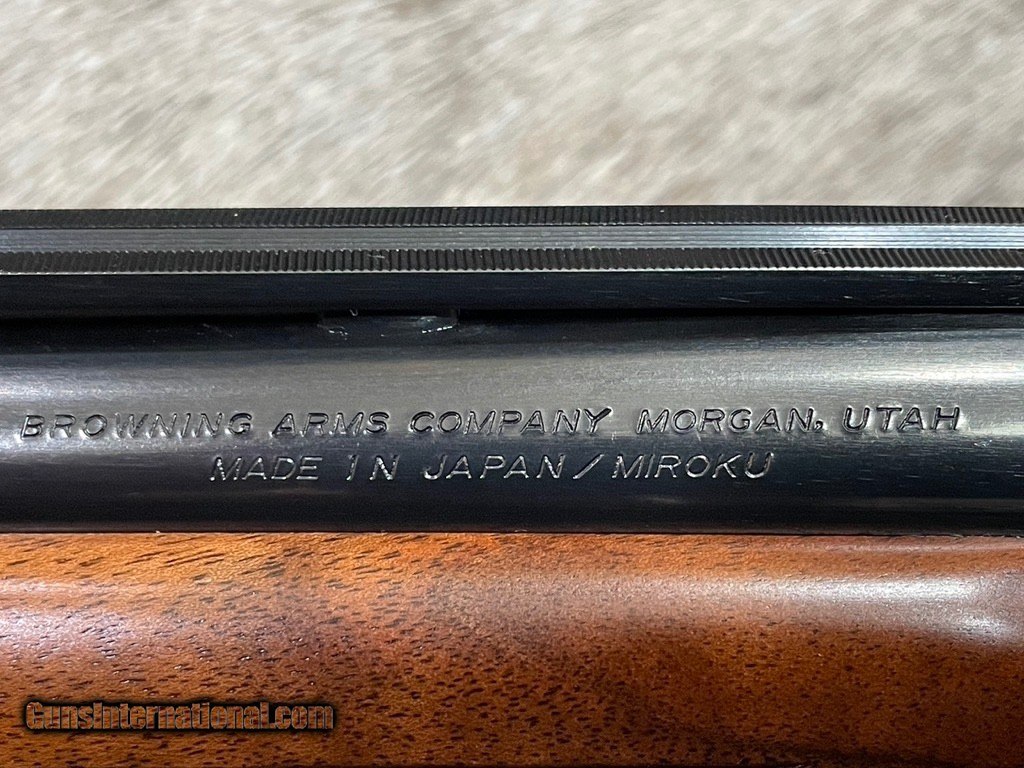 BROWNING ARMS COMPANY MORGAN, UTAH
MADE IN JAPAN/MIROKU
GunsInternational.com